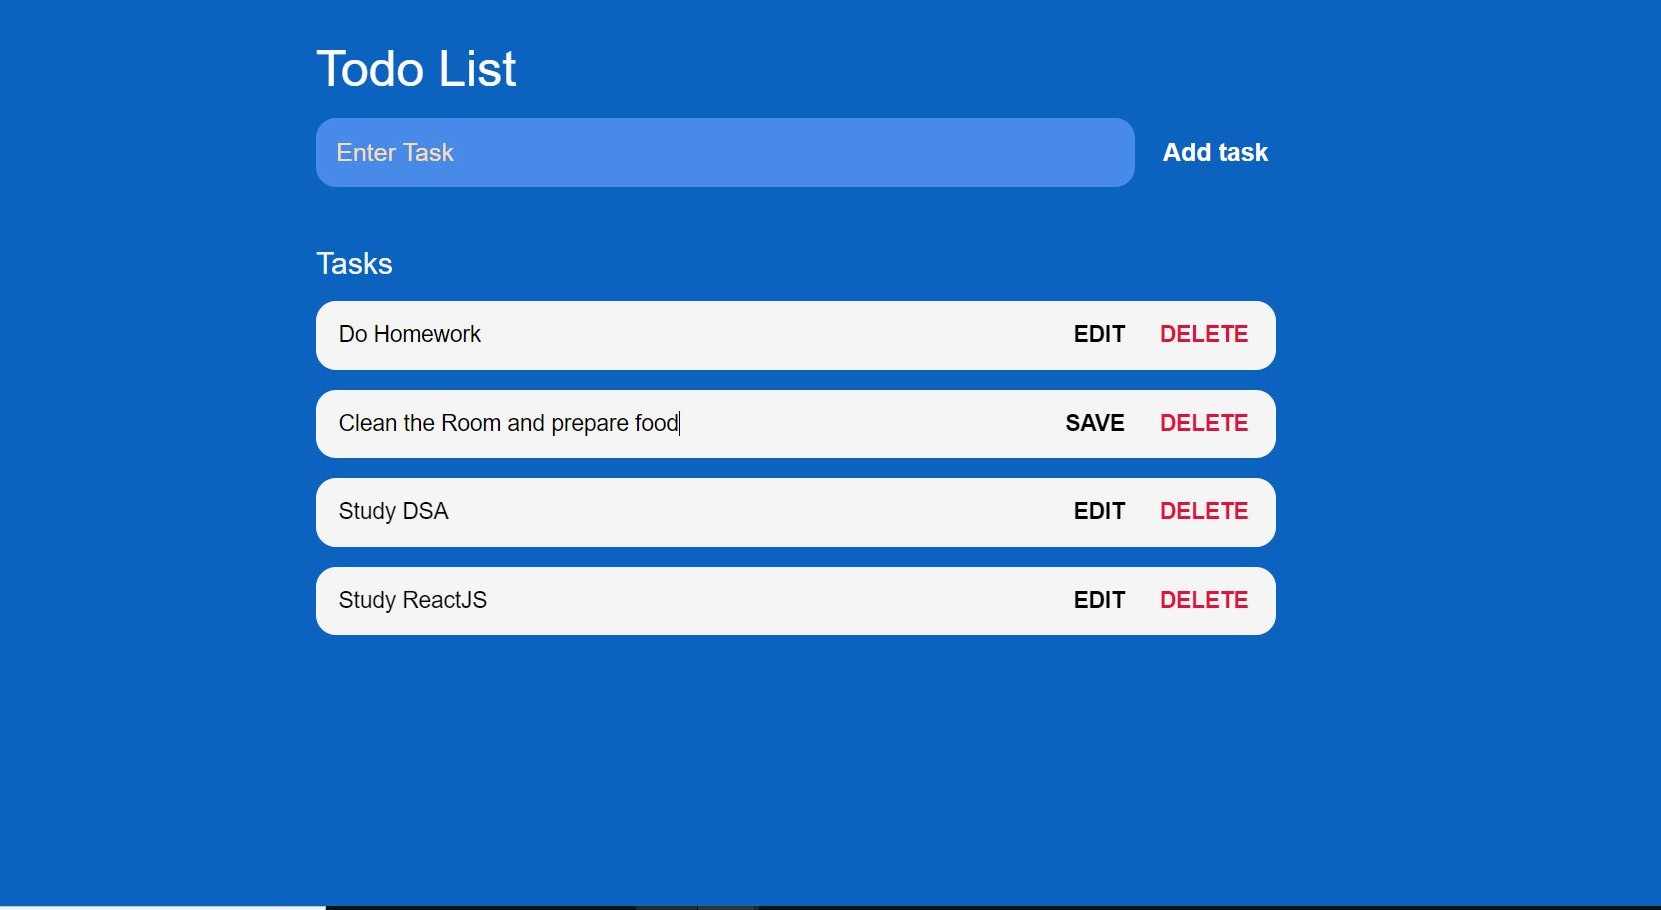 Todo List
Enter Task Add task
Tasks
Do Homework EDIT DELETE
Clean the Room and prepare food SAVE DELETE
Study DSA EDIT DELETE
Study ReactJS EDIT DELETE